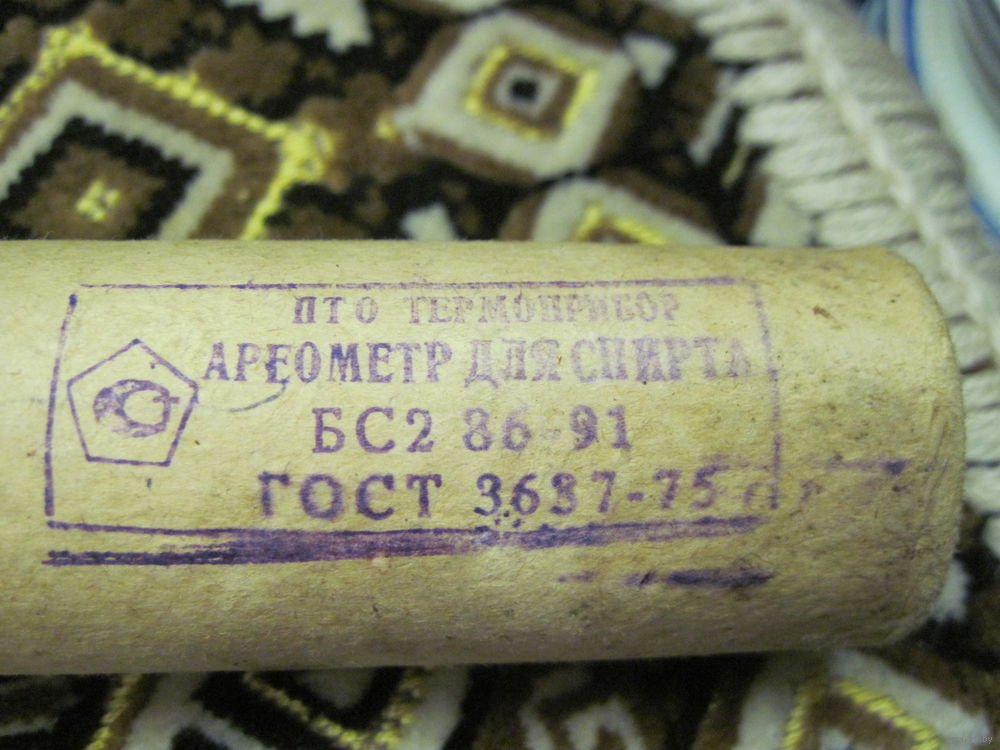 ПТО ТЕРМОПРИБОР
АРЕОМЕТР ДЛЯ СПИРТА
БС2 86-91
ГОСТ 3637-75